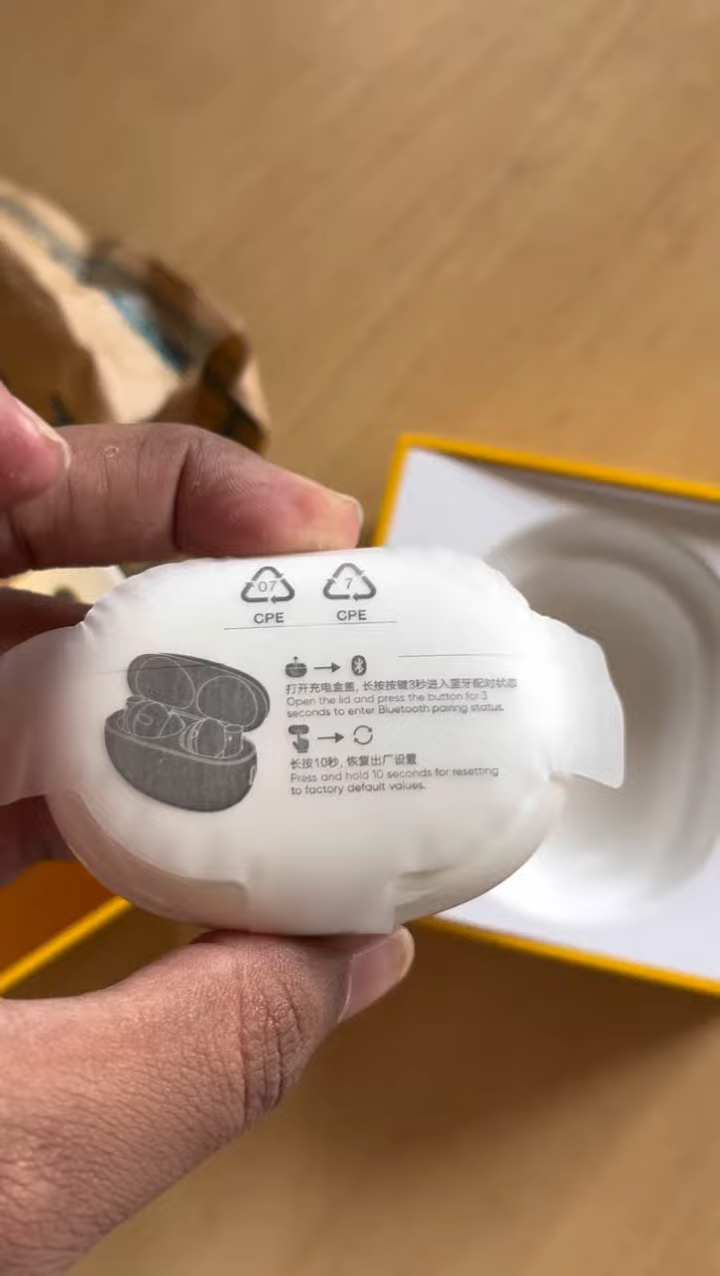 07 7
CPE CPE
打开充电盒盖, 长按按键3秒进入蓝牙配对状态
Open the lid and press the button for 3
seconds to enter Bluetooth pairing status.
长按10秒, 恢复出厂设置
Press and hold 10 seconds for resetting
to factory default values.